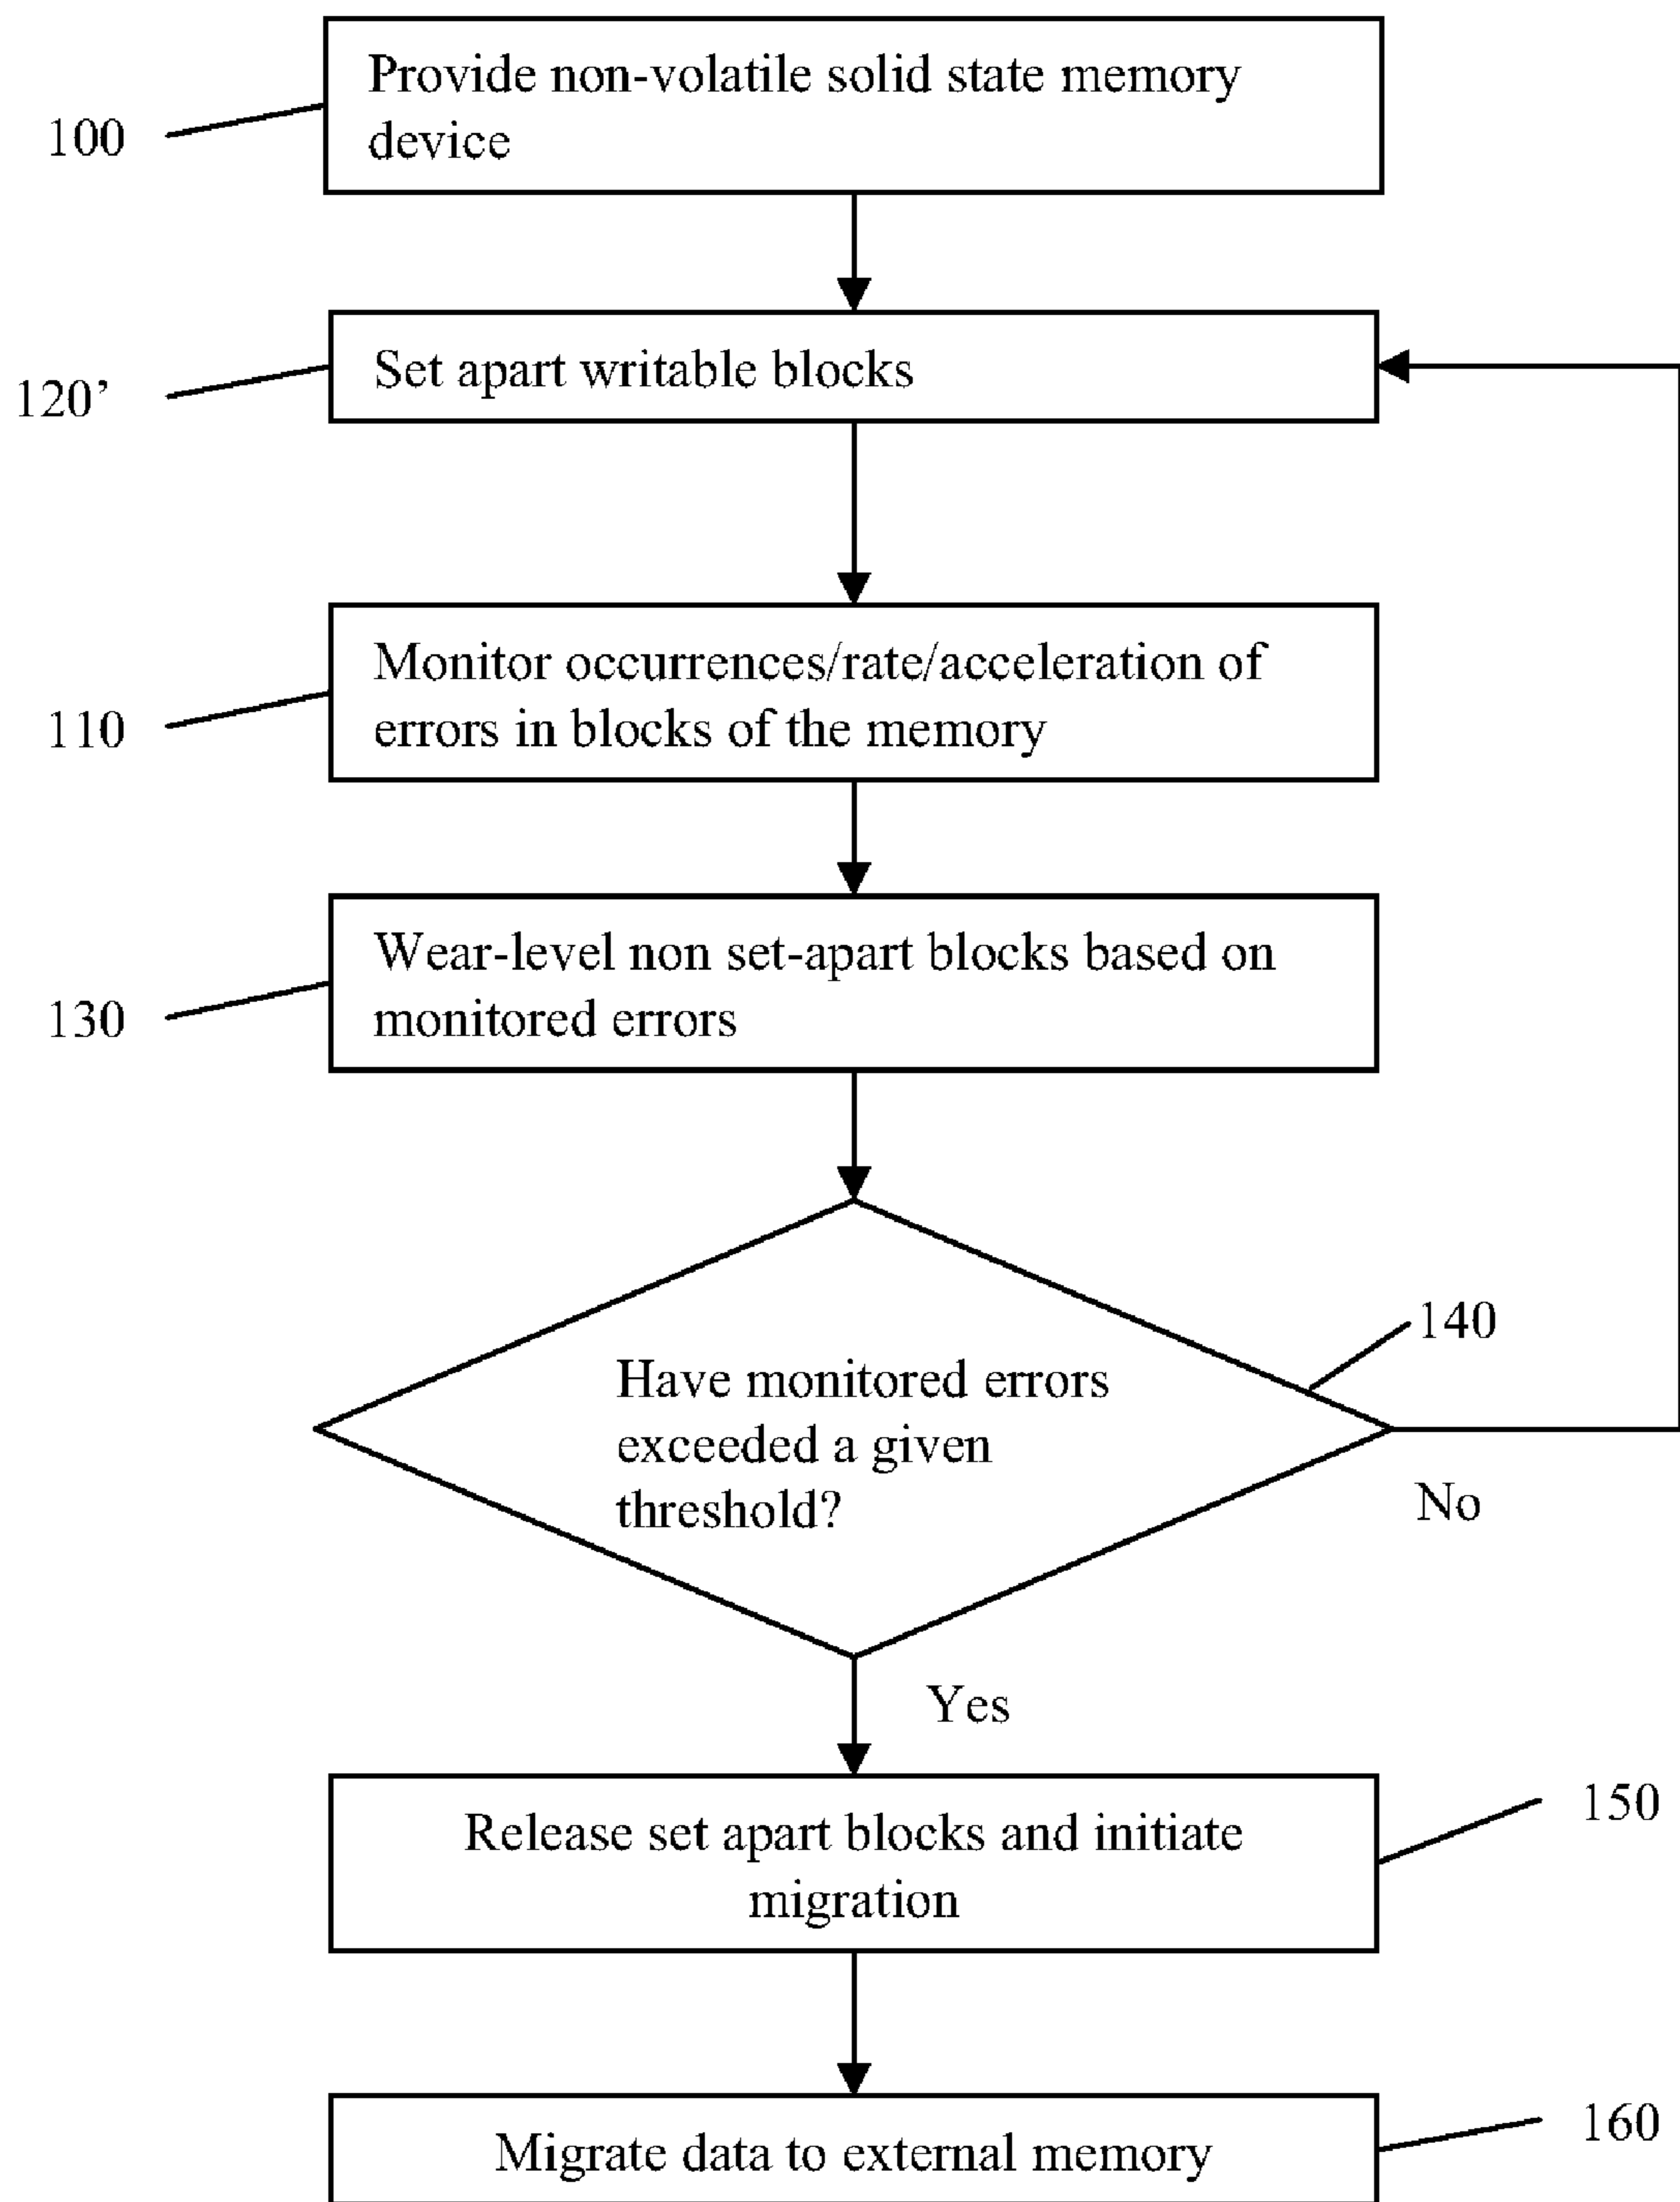 Provide non-volatile solid state memory
device
100
Set apart writable blocks
120’
Monitor occurrences/rate/acceleration of
errors in blocks of the memory
110
Wear-level non set-apart blocks based on
monitored errors
130
140
Have monitored errors
exceeded a given
threshold?
No
Yes
Release set apart blocks and initiate
migration
150
Migrate data to external memory
160